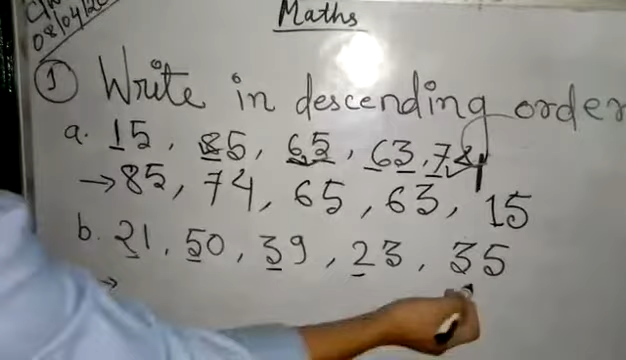 08/04/20
Maths
① Write in descending order
a. 15, 85, 65, 63, 74
→ 85, 74, 65, 63, 15
b. 21, 50, 39, 23, 35
→